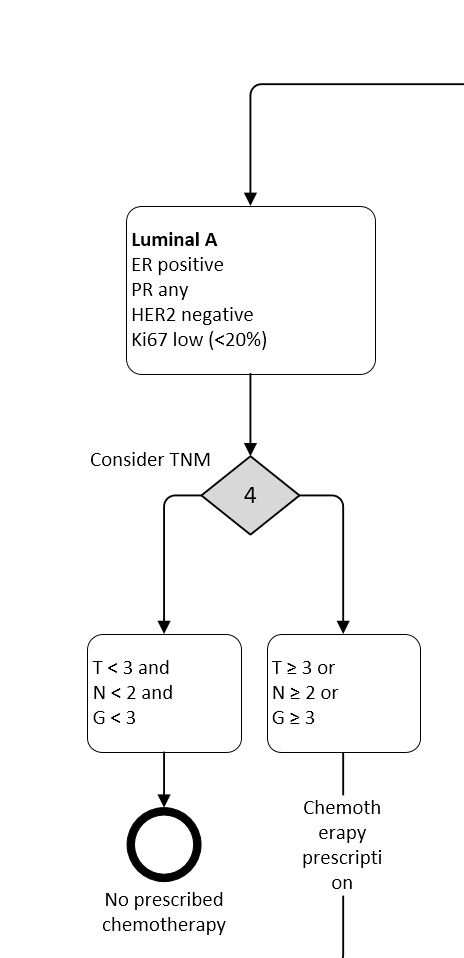 Luminal A
ER positive
PR any
HER2 negative
Ki67 low (<20%)
Consider TNM
4
T < 3 and
N < 2 and
G < 3
T ≥ 3 or
N ≥ 2 or
G ≥ 3
Chemoth
erapy
prescripti
on
No prescribed
chemotherapy